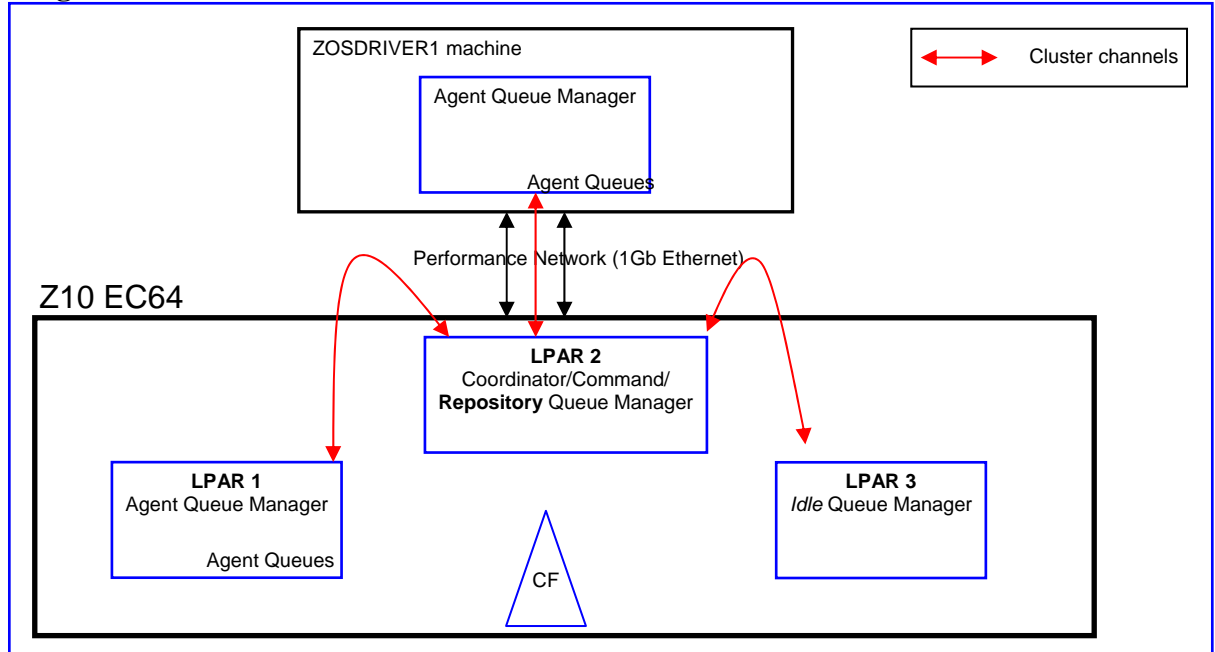 ZOSDRIVER1 machine
Cluster channels
Agent Queue Manager
Agent Queues
Performance Network (1Gb Ethernet)
Z10 EC64
LPAR 2
Coordinator/Command/
Repository Queue Manager
LPAR 1
Agent Queue Manager
Agent Queues
LPAR 3
Idle Queue Manager
CF